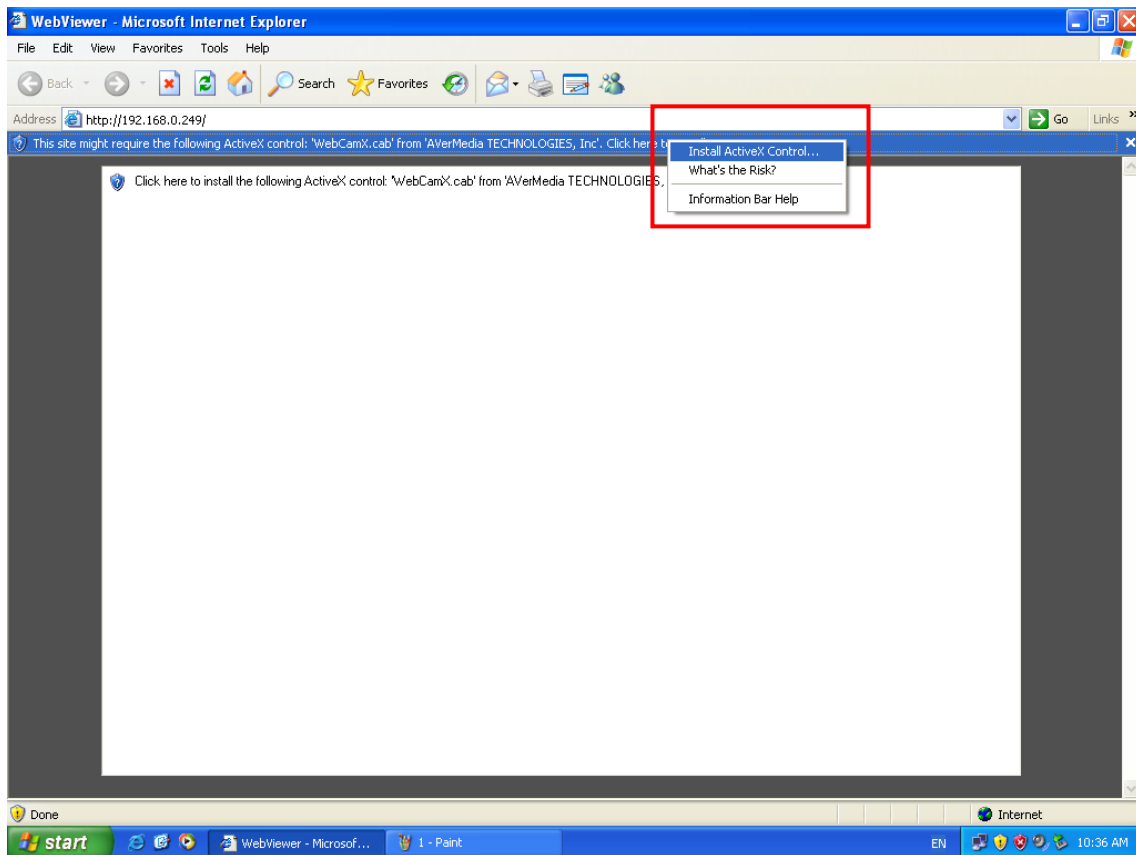 WebViewer - Microsoft Internet Explorer
File Edit View Favorites Tools Help
Back Search Favorites
Address http://192.168.0.249/ Go Links »
This site might require the following ActiveX control: 'WebCamX.cab' from 'AVerMedia TECHNOLOGIES, Inc'. Click here
Install ActiveX Control...
What's the Risk?
Information Bar Help
Click here to install the following ActiveX control: 'WebCamX.cab' from 'AVerMedia TECHNOLOGIES,
Done Internet
start WebViewer - Microsof... 1 - Paint EN 10:36 AM